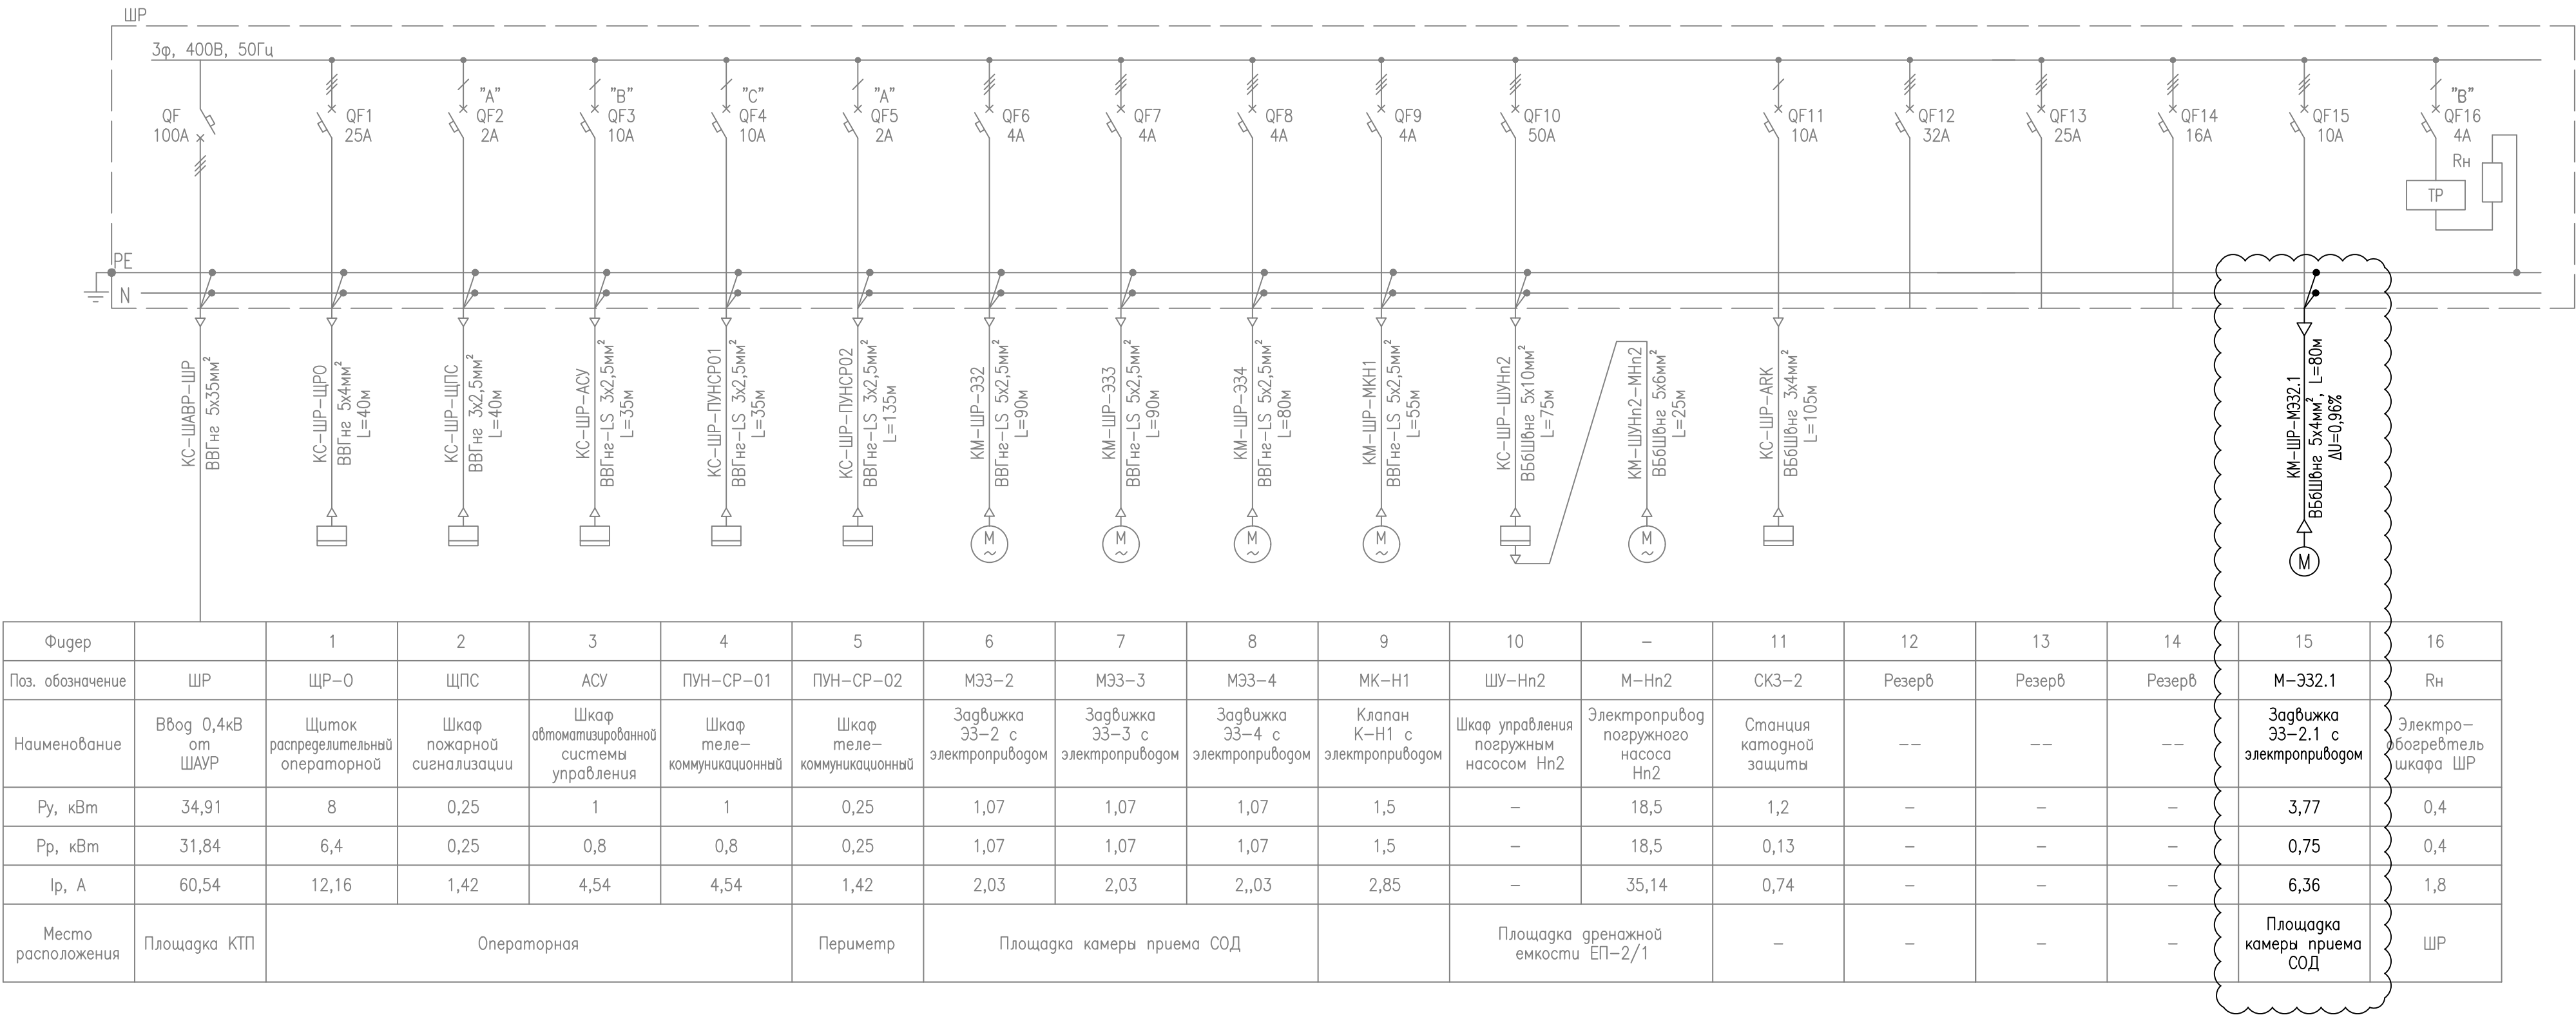 ШР
3ф, 400В, 50Гц
QF
100А
QF1
25А
"А"
QF2
2А
"В"
QF3
10А
"С"
QF4
10А
"А"
QF5
2А
QF6
4А
QF7
4А
QF8
4А
QF9
4А
QF10
50А
QF11
10А
QF12
32А
QF13
25А
QF14
16А
QF15
10А
"В"
QF16
4А
Rн
ТР
PE
N
КС-ШАВР-ШР
ВВГнг 5х35мм²
КС-ШР-ЩРО
ВВГнг 5х4мм²
L=40м
КС-ШР-ЩПС
ВВГнг 3х2,5мм²
L=40м
КС-ШР-АСУ
ВВГнг-LS 3х2,5мм²
L=35м
КС-ШР-ПУНСР01
ВВГнг-LS 3х2,5мм²
L=35м
КС-ШР-ПУНСР02
ВВГнг-LS 3х2,5мм²
L=135м
КМ-ШР-ЭЗ2
ВВГнг-LS 5х2,5мм²
L=90м
КМ-ШР-ЭЗ3
ВВГнг-LS 5х2,5мм²
L=90м
КМ-ШР-ЭЗ4
ВВГнг-LS 5х2,5мм²
L=80м
КМ-ШР-МКН1
ВВГнг-LS 5х2,5мм²
L=55м
КС-ШР-ШУНп2
ВБбШвнг 5х10мм²
L=75м
КМ-ШУНп2-МНп2
ВБбШвнг 5х6мм²
L=25м
КС-ШР-ARK
ВБбШвнг 3х4мм²
L=105м
КМ-ШР-МЭЗ2.1
ВБбШвнг 5х4мм², L=80м
ΔU=0,96%
М
~
М
~
М
~
М
~
М
~
М
Фидер 1 2 3 4 5 6 7 8 9 10 – 11 12 13 14 15 16
Поз. обозначение ШР ЩР-О ЩПС АСУ ПУН-СР-01 ПУН-СР-02 МЭЗ-2 МЭЗ-3 МЭЗ-4 МК-Н1 ШУ-Нп2 М-Нп2 СКЗ-2 Резерв Резерв Резерв М-ЭЗ2.1 Rн
Наименование
Ввод 0,4кВ
от
ШАУР
Щиток
распределительный
операторной
Шкаф
пожарной
сигнализации
Шкаф
автоматизированной
системы
управления
Шкаф
теле-
коммуникационный
Шкаф
теле-
коммуникационный
Задвижка
ЭЗ-2 с
электроприводом
Задвижка
ЭЗ-3 с
электроприводом
Задвижка
ЭЗ-4 с
электроприводом
Клапан
К-Н1 с
электроприводом
Шкаф управления
погружным
насосом Нп2
Электропривод
погружного
насоса
Нп2
Станция
катодной
защиты
--
--
--
Задвижка
ЭЗ-2.1 с
электроприводом
Электро-
обогревтель
шкафа ШР
Ру, кВт 34,91 8 0,25 1 1 0,25 1,07 1,07 1,07 1,5 – 18,5 1,2 – – – 3,77 0,4
Рр, кВт 31,84 6,4 0,25 0,8 0,8 0,25 1,07 1,07 1,07 1,5 – 18,5 0,13 – – – 0,75 0,4
Iр, А 60,54 12,16 1,42 4,54 4,54 1,42 2,03 2,03 2,,03 2,85 – 35,14 0,74 – – – 6,36 1,8
Место
расположения
Площадка КТП
Операторная
Периметр
Площадка камеры приема СОД
Площадка дренажной
емкости ЕП-2/1
–
–
–
–
Площадка
камеры приема
СОД
ШР